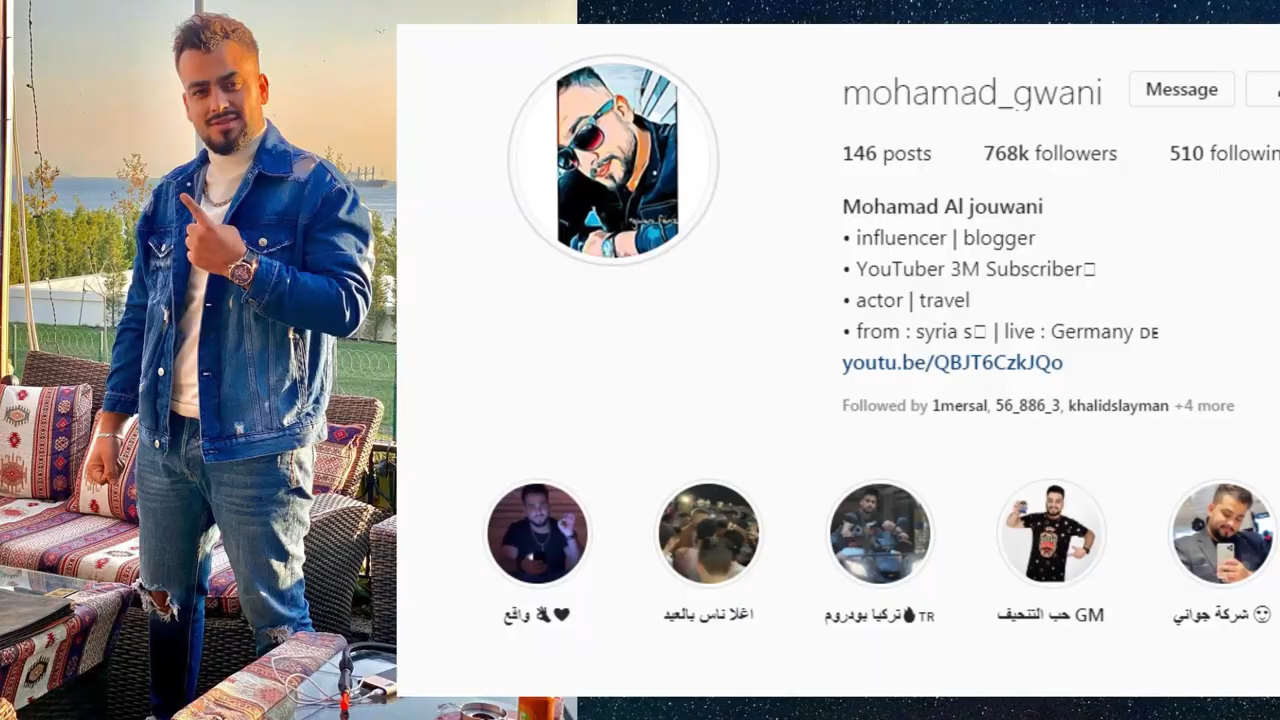 mohamad_gwani Message
146 posts 768k followers 510 followin
Mohamad Al jouwani
• influencer | blogger
• YouTuber 3M Subscriber
• actor | travel
• from : syria s | live : Germany DE
youtu.be/QBJT6CzkJQo
Followed by 1mersal, 56_886_3, khalidslayman +4 more
واقع اغلا ناس بالعيد تركيا بودروم TR حب التنحيف GM شركة جواني